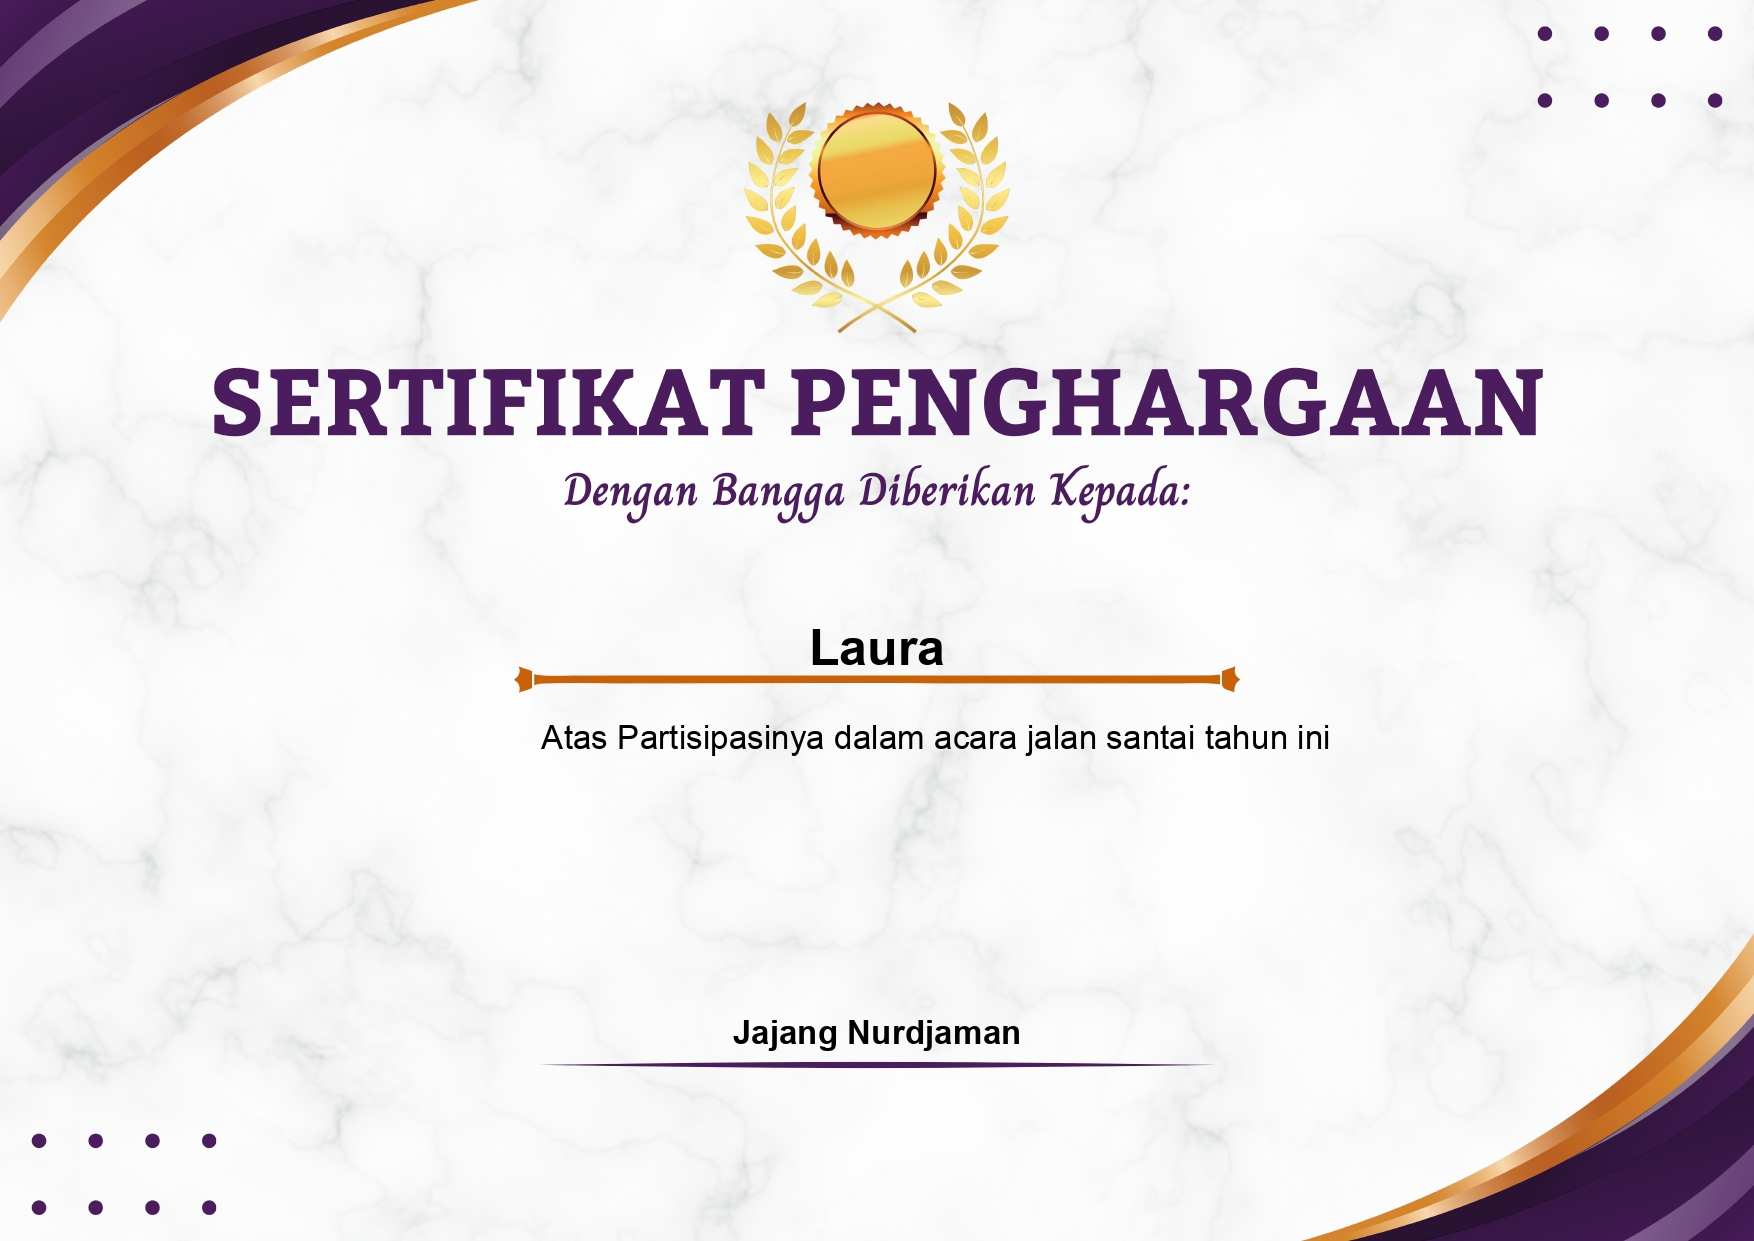 SERTIFIKAT PENGHARGAAN
Dengan Bangga Diberikan Kepada:
Laura
Atas Partisipasinya dalam acara jalan santai tahun ini
Jajang Nurdjaman